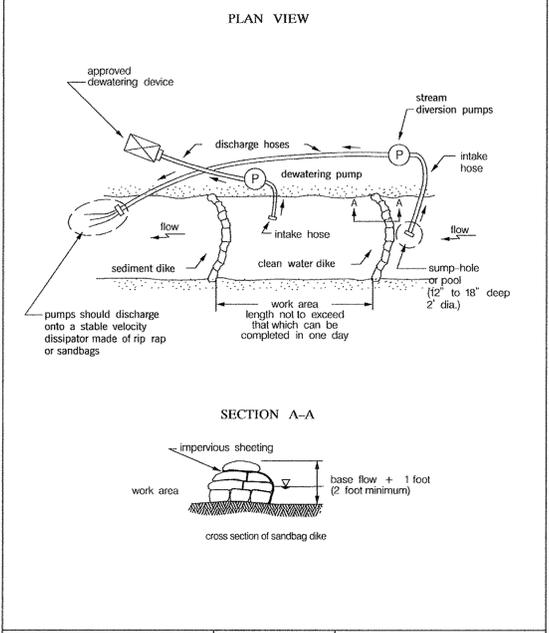 PLAN VIEW
approved
dewatering device
stream
diversion pumps
discharge hoses
P
intake
hose
dewatering pump
P
A
A
flow
intake hose
flow
sediment dike
clean water dike
sump-hole
or pool
(12" to 18" deep
2' dia.)
work area
length not to exceed
that which can be
completed in one day
pumps should discharge
onto a stable velocity
dissipator made of rip rap
or sandbags
SECTION A-A
impervious sheeting
work area
base flow + 1 foot
(2 foot minimum)
cross section of sandbag dike